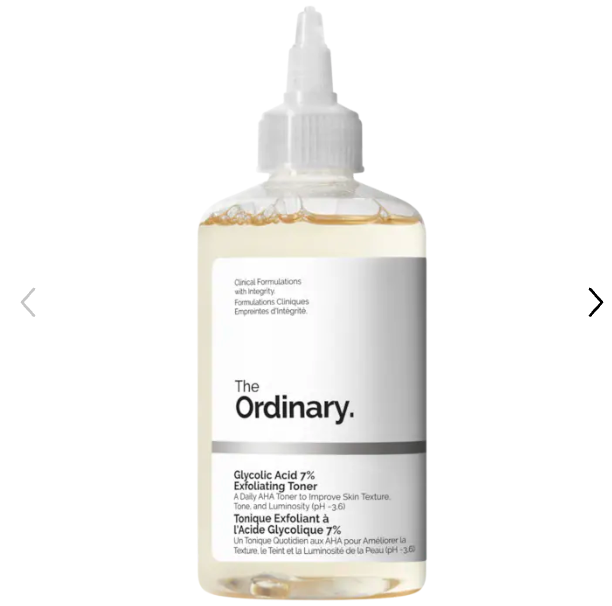 Clinical Formulations
with Integrity.
Formulations Cliniques
Empreintes d'Intégrité.
The
Ordinary.
Glycolic Acid 7%
Exfoliating Toner
A Daily AHA Toner to Improve Skin Texture,
Tone, and Luminosity (pH ~3.6)
Tonique Exfoliant à
l'Acide Glycolique 7%
Un Tonique Quotidien aux AHA pour Améliorer la
Texture, le Teint et la Luminosité de la Peau (pH ~3,6)